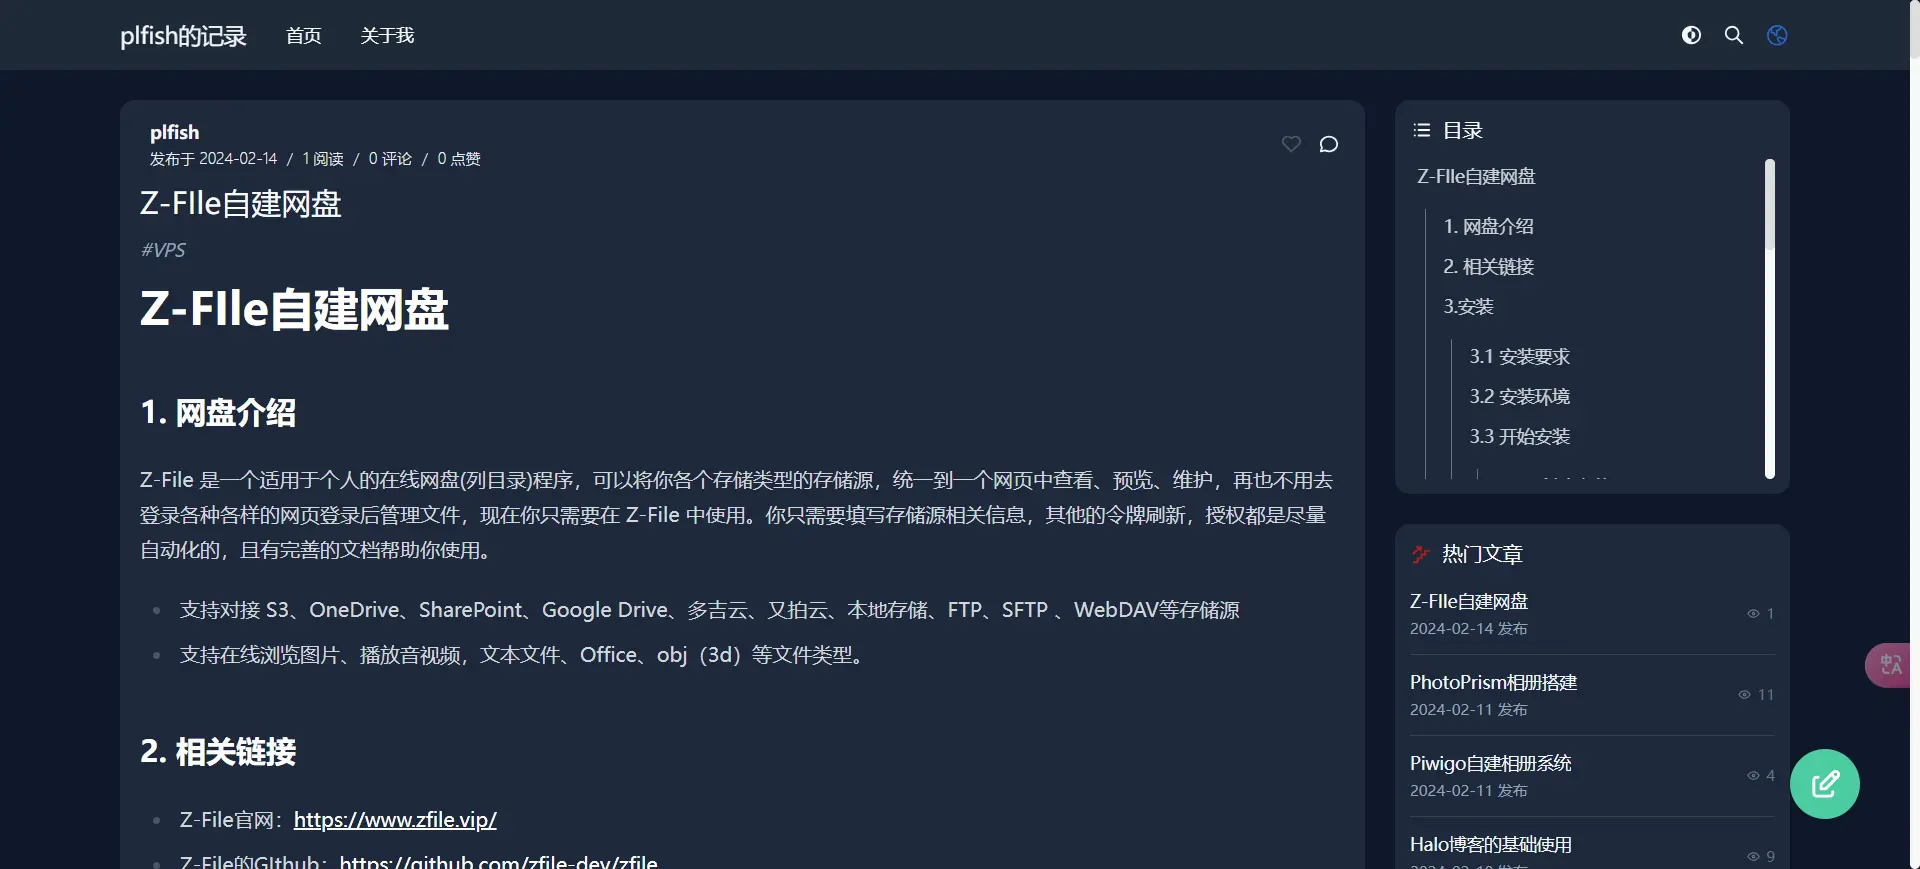 plfish的记录 首页 关于我
plfish
发布于 2024-02-14 / 1 阅读 / 0 评论 / 0 点赞
Z-FIle自建网盘
#VPS
Z-FIle自建网盘
1. 网盘介绍
Z-File 是一个适用于个人的在线网盘(列目录)程序，可以将你各个存储类型的存储源，统一到一个网页中查看、预览、维护，再也不用去
登录各种各样的网页登录后管理文件，现在你只需要在 Z-File 中使用。你只需要填写存储源相关信息，其他的令牌刷新，授权都是尽量
自动化的，且有完善的文档帮助你使用。
支持对接 S3、OneDrive、SharePoint、Google Drive、多吉云、又拍云、本地存储、FTP、SFTP 、WebDAV等存储源
支持在线浏览图片、播放音视频，文本文件、Office、obj（3d）等文件类型。
2. 相关链接
Z-File官网：https://www.zfile.vip/
Z-File的GIthub：https://github.com/zfile-dev/zfile
目录
Z-FIle自建网盘
1. 网盘介绍
2. 相关链接
3.安装
3.1 安装要求
3.2 安装环境
3.3 开始安装
热门文章
Z-FIle自建网盘
2024-02-14 发布
1
PhotoPrism相册搭建
2024-02-11 发布
11
Piwigo自建相册系统
2024-02-11 发布
4
Halo博客的基础使用
9